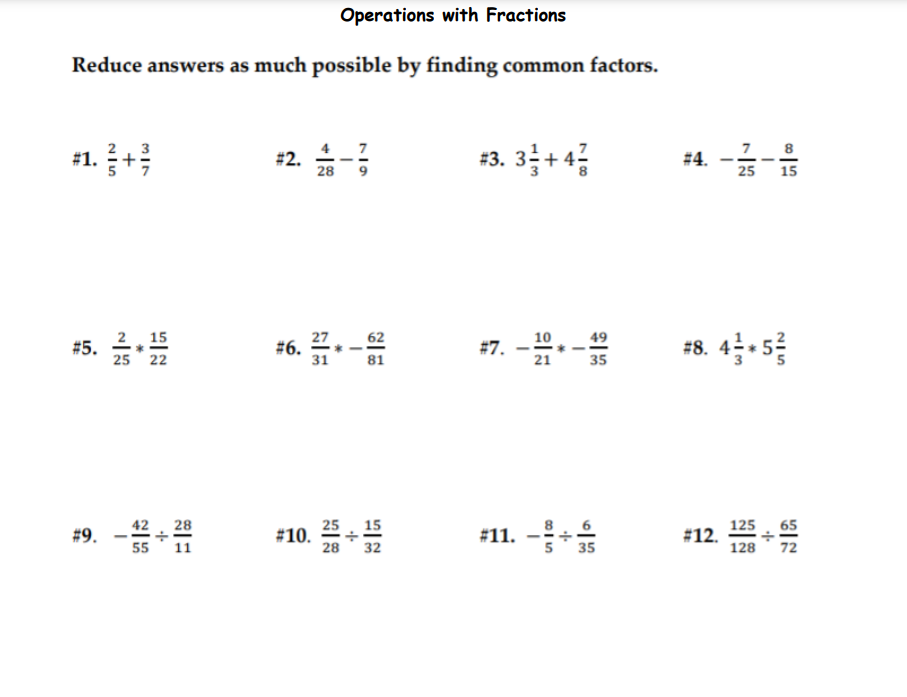 Operations with Fractions
Reduce answers as much possible by finding common factors.
#1. 2/5 + 3/7 #2. 4/28 − 7/9 #3. 3 1/3 + 4 7/8 #4. − 7/25 − 8/15
#5. 2/25 * 15/22 #6. 27/31 * − 62/81 #7. − 10/21 * − 49/35 #8. 4 1/3 * 5 2/5
#9. − 42/55 ÷ 28/11 #10. 25/28 ÷ 15/32 #11. − 8/5 ÷ 6/35 #12. 125/128 ÷ 65/72